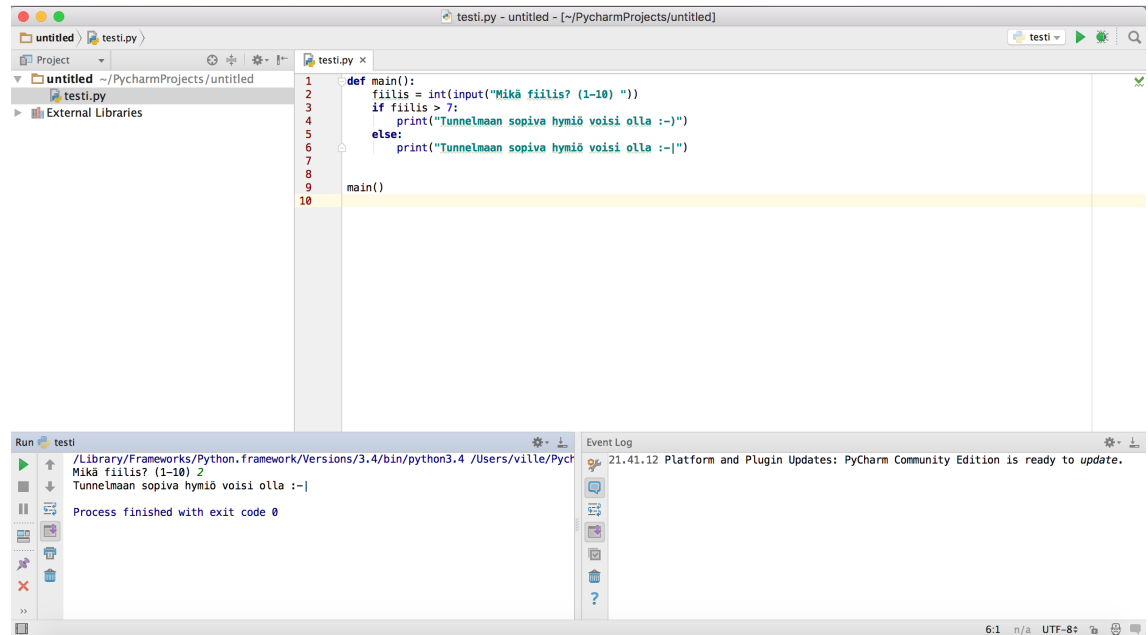 testi.py - untitled - [~/PycharmProjects/untitled]
untitled testi.py testi
Project
testi.py
untitled ~/PycharmProjects/untitled
testi.py
External Libraries
1 def main():
2 fiilis = int(input("Mikä fiilis? (1-10) "))
3 if fiilis > 7:
4 print("Tunnelmaan sopiva hymiö voisi olla :-)")
5 else:
6 print("Tunnelmaan sopiva hymiö voisi olla :-|")
7
8
9 main()
10
Run testi
/Library/Frameworks/Python.framework/Versions/3.4/bin/python3.4 /Users/ville/Pych
Mikä fiilis? (1-10) 2
Tunnelmaan sopiva hymiö voisi olla :-|
Process finished with exit code 0
Event Log
21.41.12 Platform and Plugin Updates: PyCharm Community Edition is ready to update.
6:1 n/a UTF-8